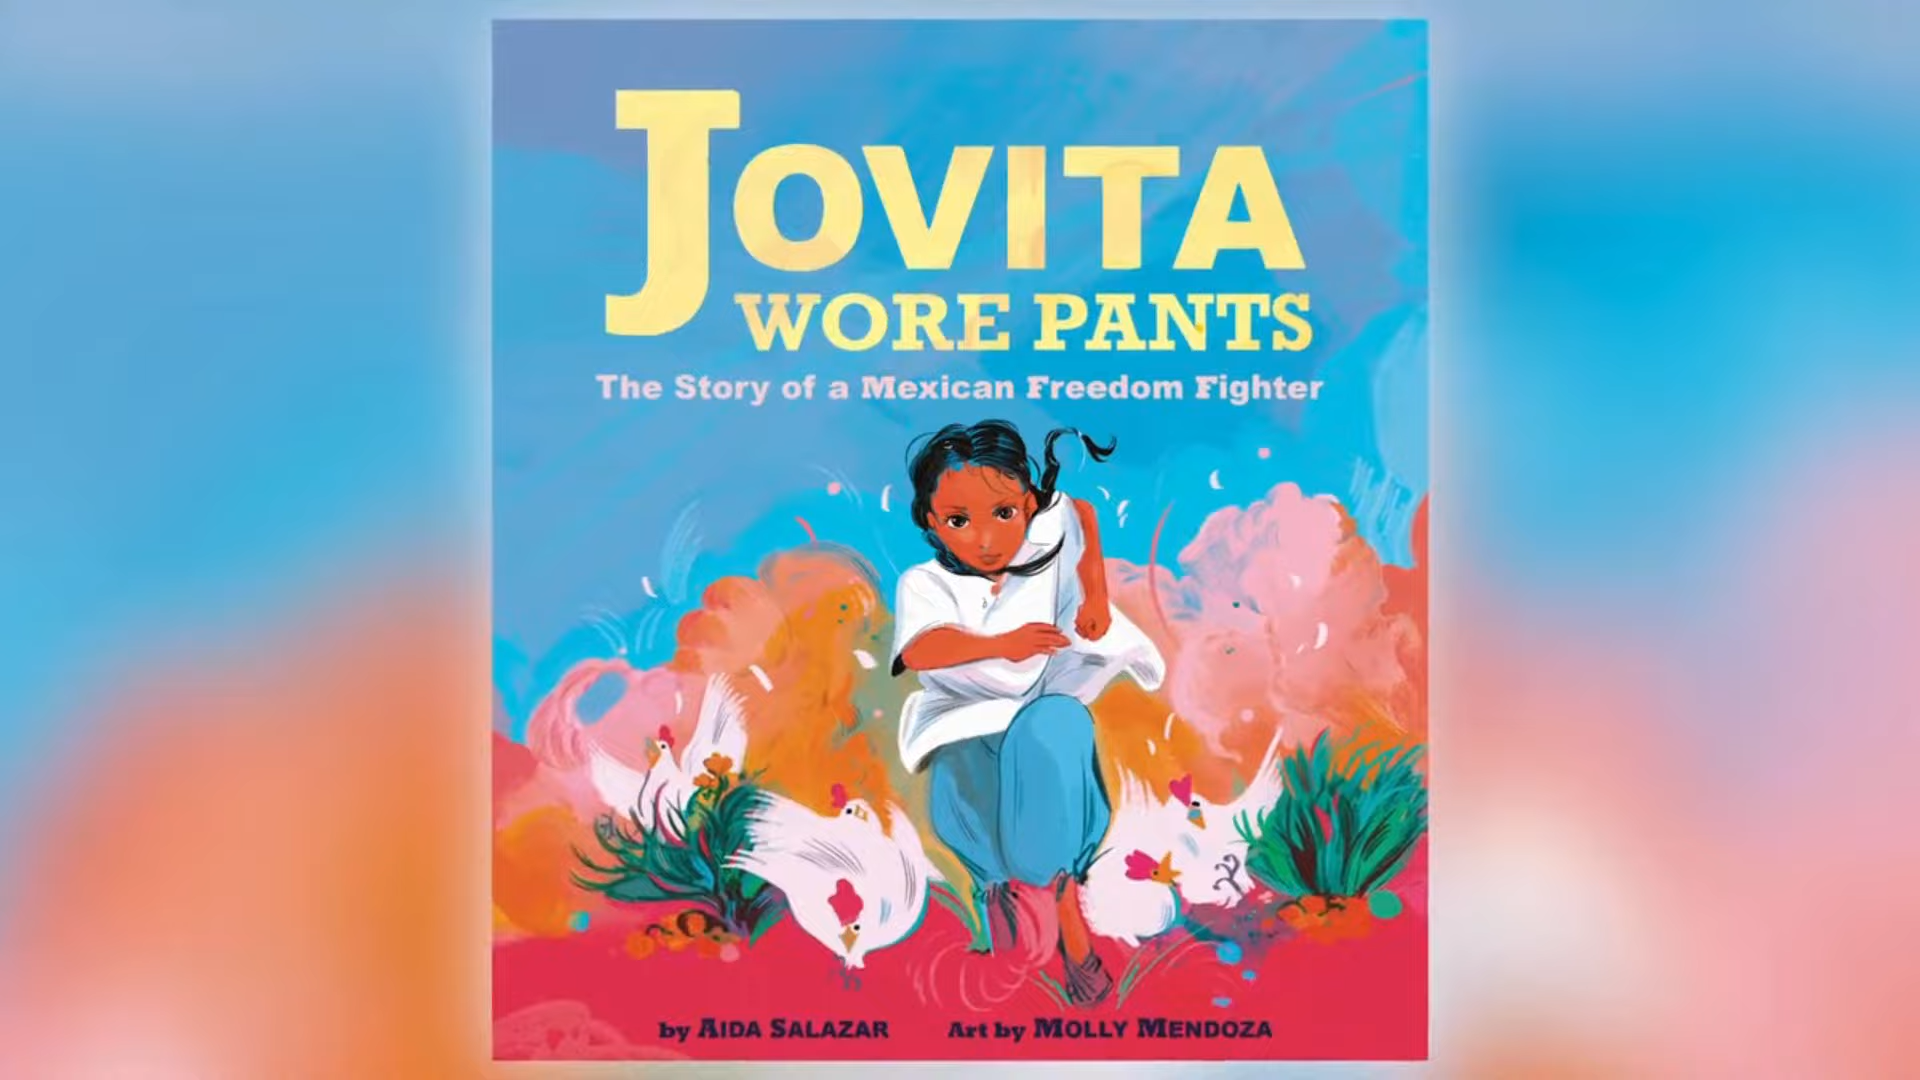 JOVITA
WORE PANTS
The Story of a Mexican Freedom Fighter
by AIDA SALAZAR Art by MOLLY MENDOZA